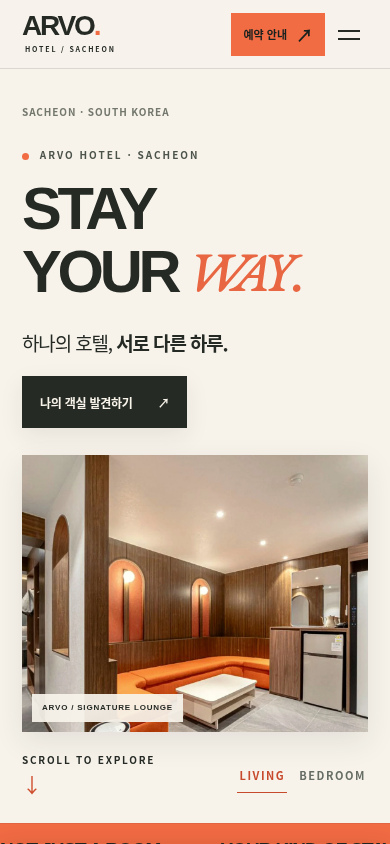 ARVO.
HOTEL / SACHEON
예약 안내 ↗
SACHEON · SOUTH KOREA
ARVO HOTEL · SACHEON
STAY
YOUR WAY.
하나의 호텔, 서로 다른 하루.
나의 객실 발견하기 ↗
ARVO / SIGNATURE LOUNGE
SCROLL TO EXPLORE
↓
LIVING BEDROOM